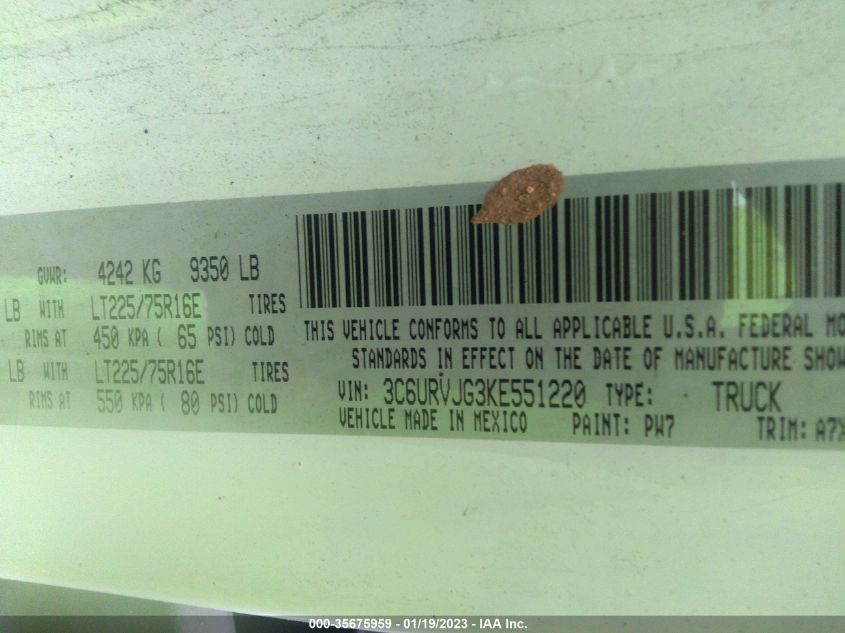 GVWR: 4242 KG 9350 LB
LB WITH LT225/75R16E TIRES
RIMS AT 450 KPA ( 65 PSI) COLD
LB WITH LT225/75R16E TIRES
RIMS AT 550 KPA ( 80 PSI) COLD
THIS VEHICLE CONFORMS TO ALL APPLICABLE U.S.A. FEDERAL MO
STANDARDS IN EFFECT ON THE DATE OF MANUFACTURE SHOW
VIN: 3C6URVJG3KE551220 TYPE: TRUCK
VEHICLE MADE IN MEXICO PAINT: PW7 TRIM: A7X
000-35675959 - 01/19/2023 - IAA Inc.